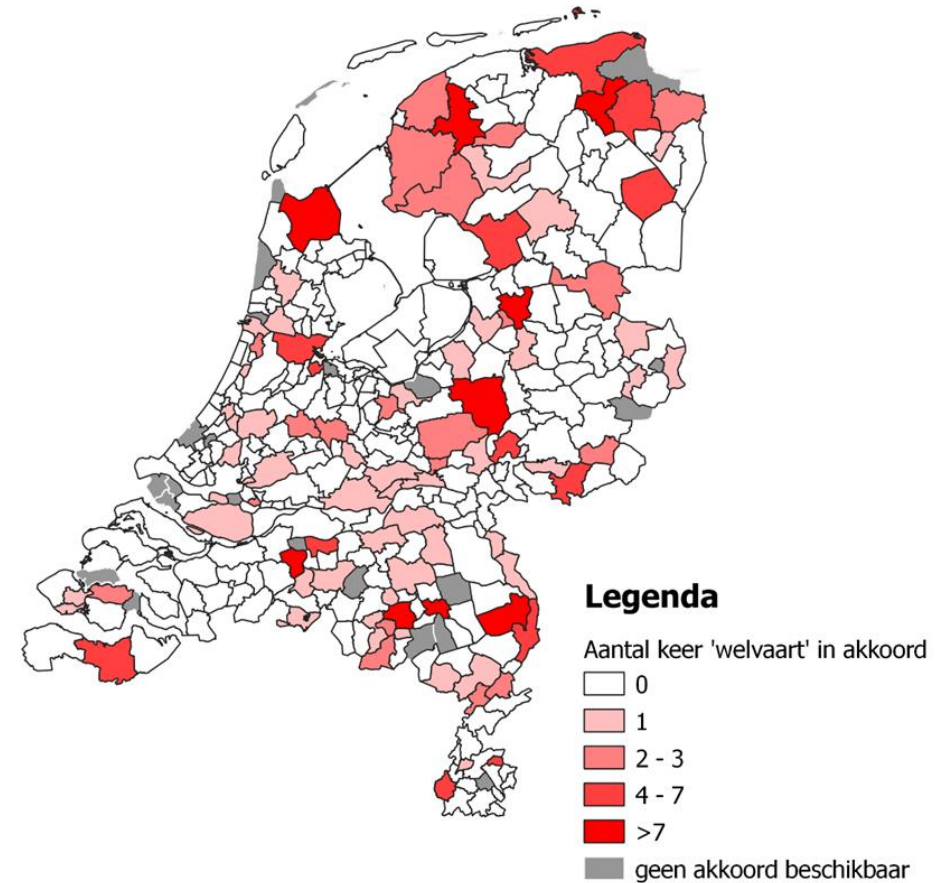 Legenda
Aantal keer 'welvaart' in akkoord
0
1
2 - 3
4 - 7
>7
geen akkoord beschikbaar